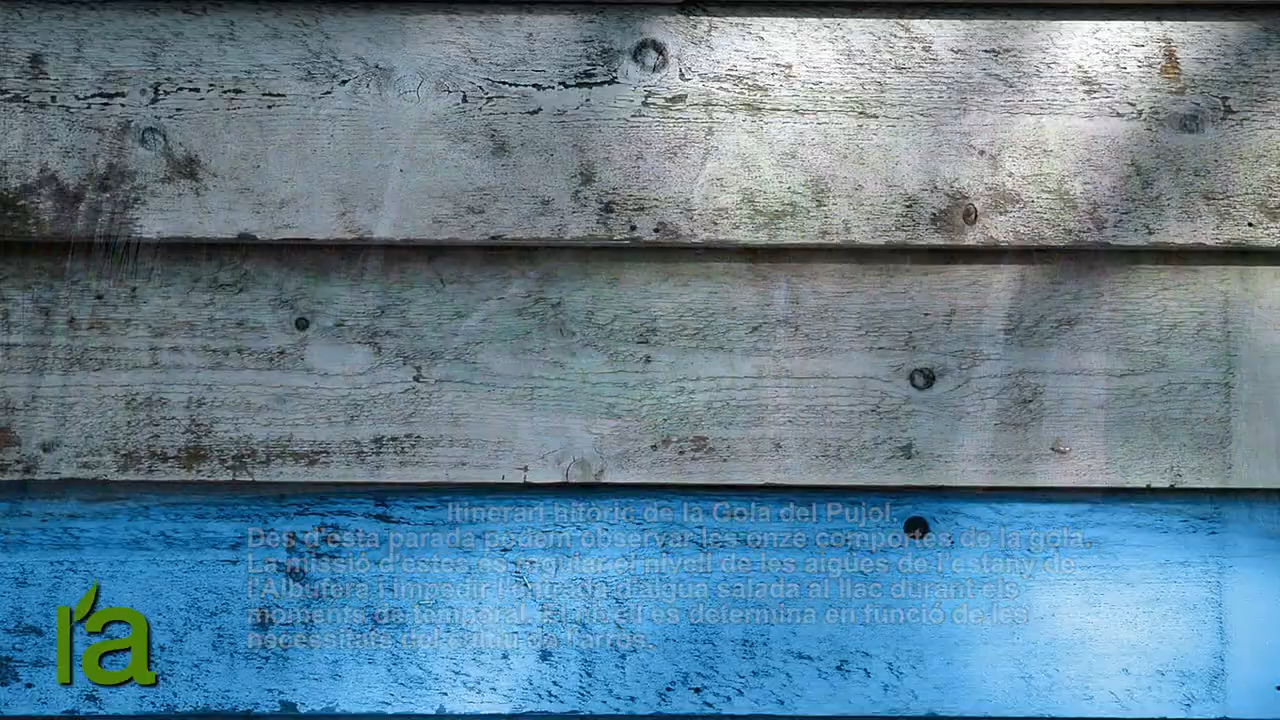 Itinerari hitòric de la Gola del Pujol.
Des d'esta parada podem observar les onze comportes de la gola.
La missió d'estes és regular el nivell de les aigües de l'estany de
l'Albufera i impedir l'entrada d'aigua salada al llac durant els
moments de temporal. El nivell es determina en funció de les
necessitats del cultiu de l'arròs.
l'a